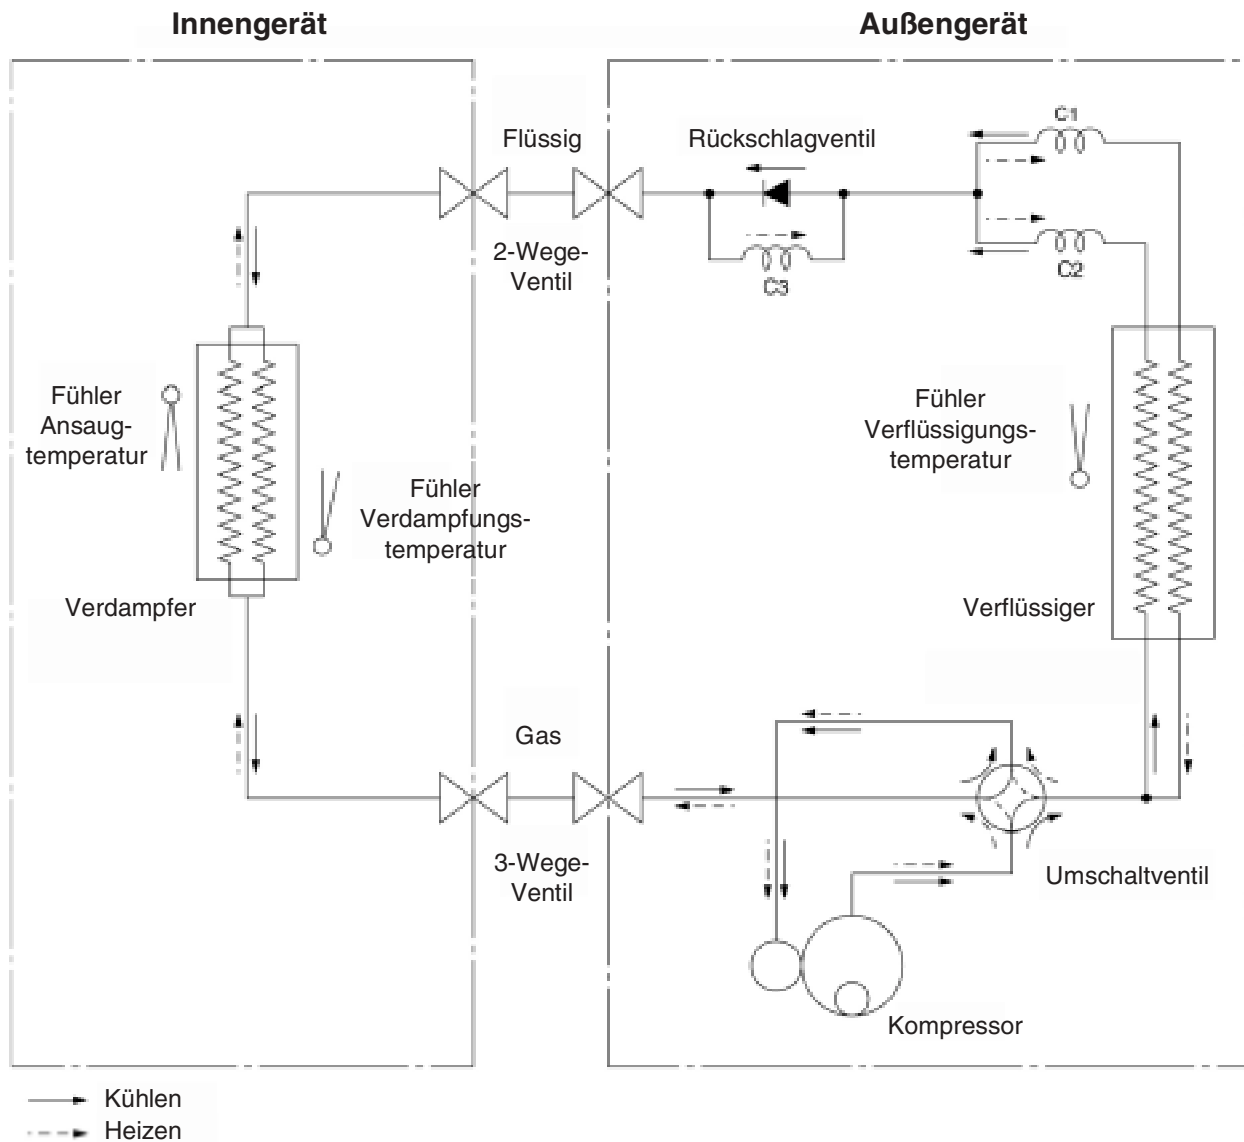 Innengerät
Außengerät
Flüssig
Rückschlagventil
C1
2-Wege-
Ventil
C3
C2
Fühler
Ansaug-
temperatur
Fühler
Verdampfungs-
temperatur
Fühler
Verflüssigungs-
temperatur
Verdampfer
Verflüssiger
Gas
3-Wege-
Ventil
Umschaltventil
Kompressor
Kühlen
Heizen